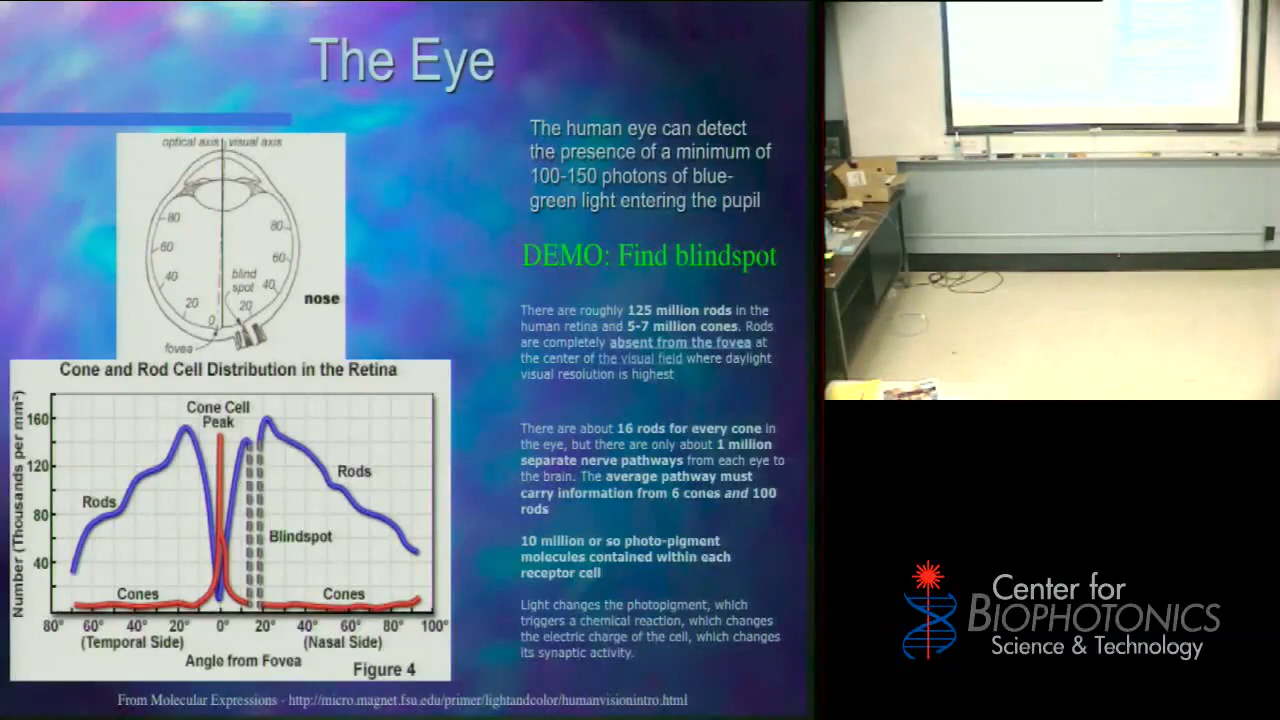 The Eye
optical axis visual axis
80
80
60
60
40
blind
spot
40
20
20
0
nose
fovea
The human eye can detect
the presence of a minimum of
100-150 photons of blue-
green light entering the pupil
DEMO: Find blindspot
There are roughly 125 million rods in the
human retina and 5-7 million cones. Rods
are completely absent from the fovea at
the center of the visual field where daylight
visual resolution is highest
There are about 16 rods for every cone in
the eye, but there are only about 1 million
separate nerve pathways from each eye to
the brain. The average pathway must
carry information from 6 cones and 100
rods
10 million or so photo-pigment
molecules contained within each
receptor cell
Light changes the photopigment, which
triggers a chemical reaction, which changes
the electric charge of the cell, which changes
its synaptic activity.
Cone and Rod Cell Distribution in the Retina
Number (Thousands per mm²)
160
120
80
40
Cone Cell
Peak
Rods
Rods
Blindspot
Cones
Cones
80° 60° 40° 20° 0° 20° 40° 60° 80° 100°
(Temporal Side) (Nasal Side)
Angle from Fovea
Figure 4
From Molecular Expressions - http://micro.magnet.fsu.edu/primer/lightandcolor/humanvisionintro.html
Center for
BIOPHOTONICS
Science & Technology